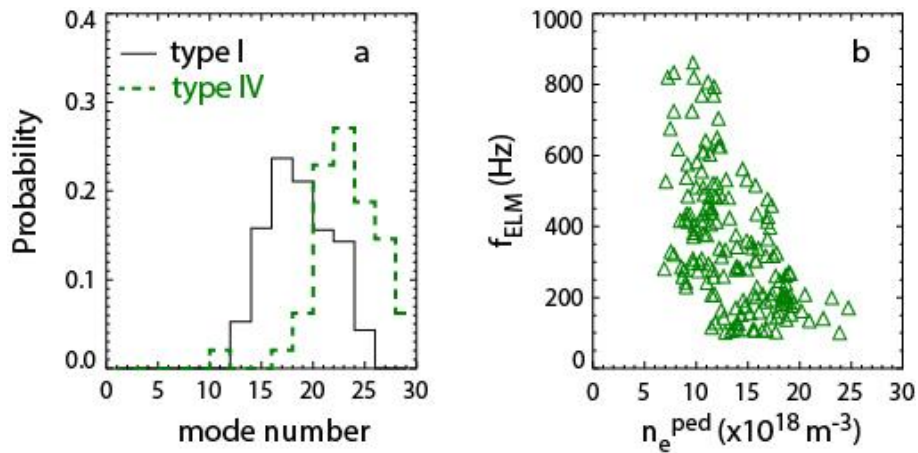 0.4
0.3
0.2
0.1
0.0
Probability
type I
type IV
a
0 5 10 15 20 25 30
mode number
1000
800
600
400
200
0
f_ELM (Hz)
b
0 5 10 15 20 25 30
n_e^ped (x10^18 m^-3)